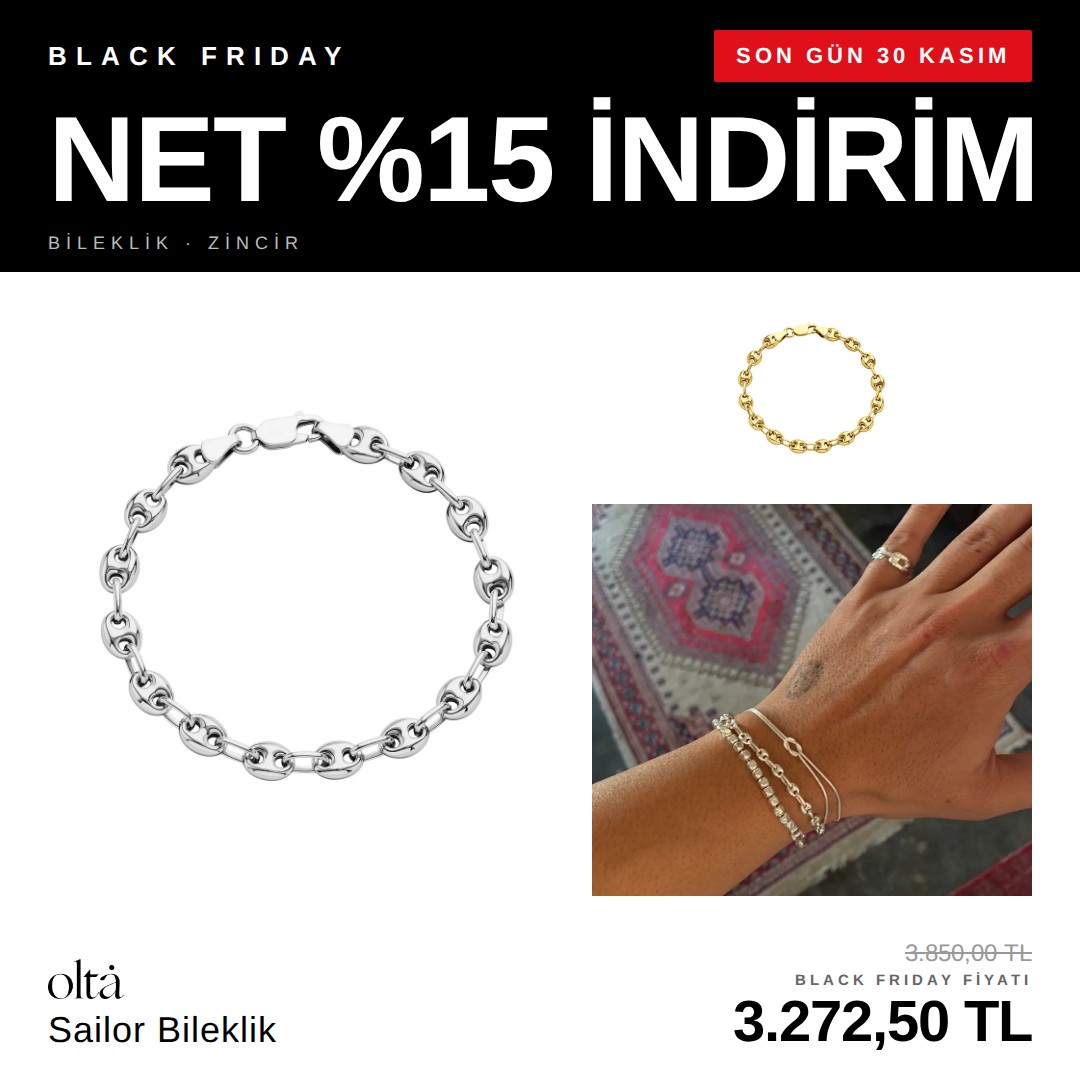 BLACK FRIDAY
SON GÜN 30 KASIM
NET %15 İNDİRİM
BİLEKLİK · ZİNCİR
olta
Sailor Bileklik
3.850,00 TL
BLACK FRIDAY FİYATI
3.272,50 TL